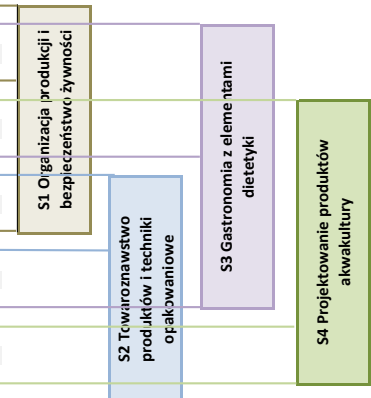 S1 Organizacja produkcji i
bezpieczeństwo żywności
S2 Towaroznawstwo
produktów i techniki
opakowaniowe
S3 Gastronomia z elementami
dietetyki
S4 Projektowanie produktów
akwakultury